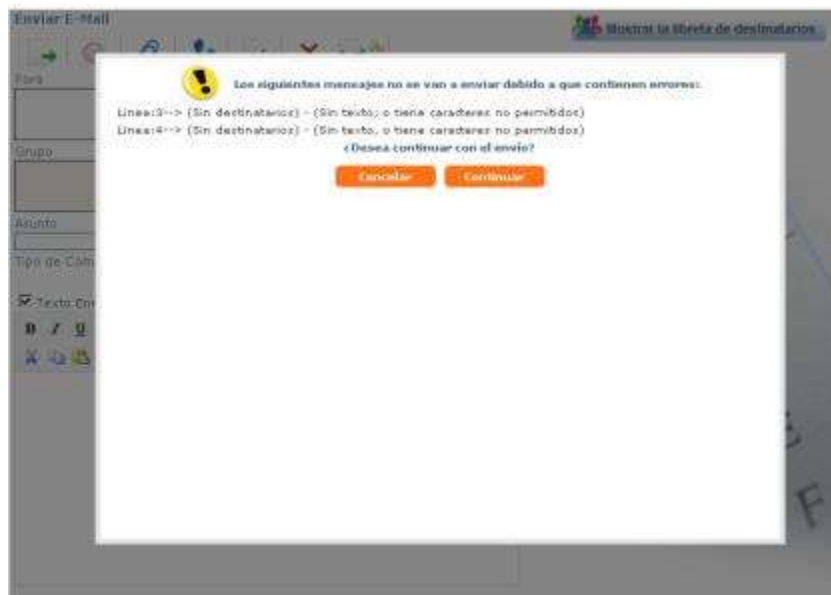 Enviar E-Mail
Mostrar la libreta de destinatarios
Para
Los siguientes mensajes no se van a enviar debido a que contienen errores:
Linea:3--> (Sin destinatarios) - (Sin texto, o tiene caracteres no permitidos)
Linea:4--> (Sin destinatarios) - (Sin texto, o tiene caracteres no permitidos)
¿Desea continuar con el envío?
Grupo
Cancelar Continuar
Asunto
Tipo de Com
Texto Enr
B I U
F